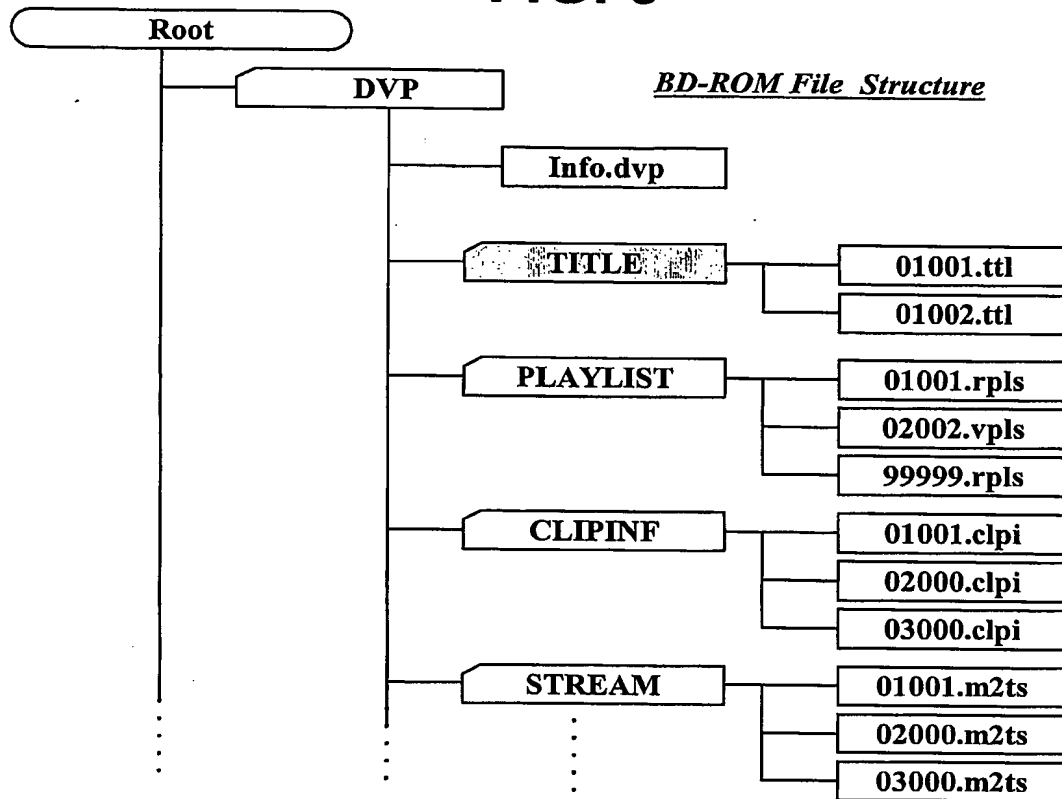 Root
DVP
BD-ROM File Structure
Info.dvp
TITLE
01001.ttl
01002.ttl
PLAYLIST
01001.rpls
02002.vpls
99999.rpls
CLIPINF
01001.clpi
02000.clpi
03000.clpi
STREAM
01001.m2ts
02000.m2ts
03000.m2ts